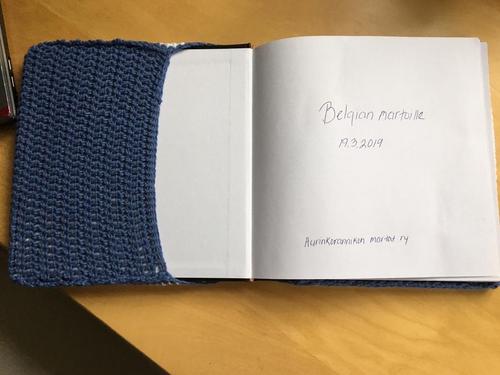 Belgian martoille
19.3.2019
Aurinkorannikon martat ry